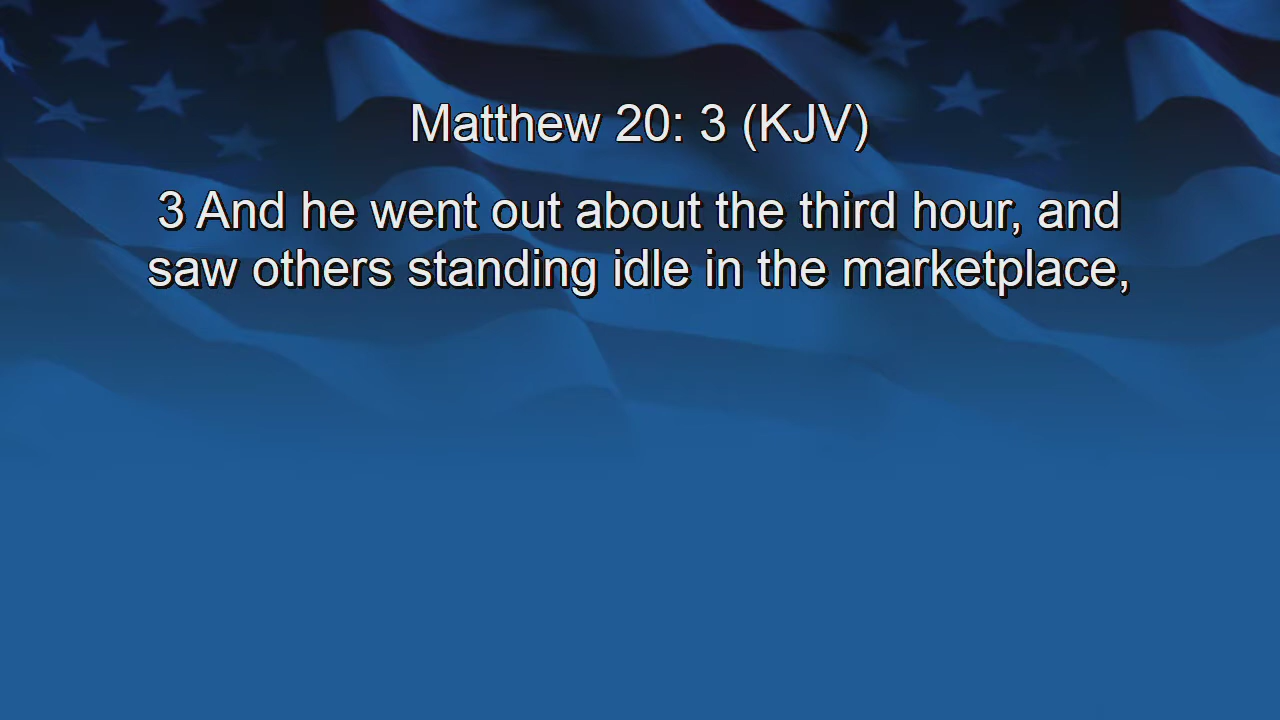 Matthew 20: 3 (KJV)
3 And he went out about the third hour, and
saw others standing idle in the marketplace,